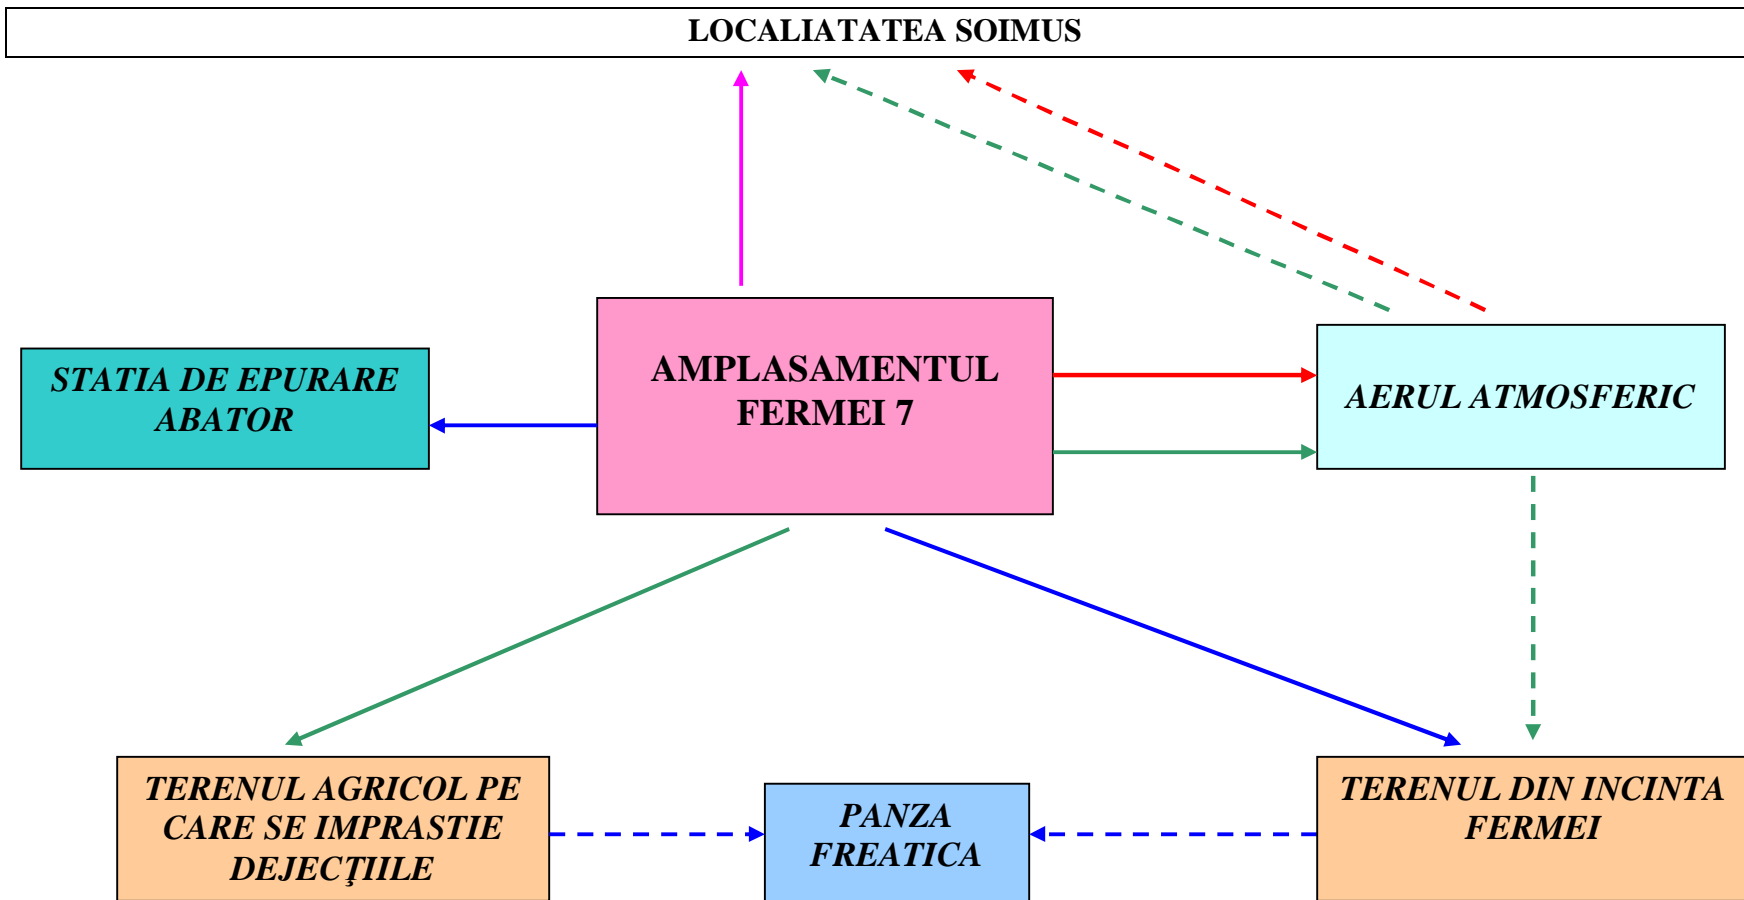 LOCALIATATEA SOIMUS
STATIA DE EPURARE
ABATOR
AMPLASAMENTUL
FERMEI 7
AERUL ATMOSFERIC
TERENUL AGRICOL PE
CARE SE IMPRASTIE
DEJECŢIILE
PANZA
FREATICA
TERENUL DIN INCINTA
FERMEI